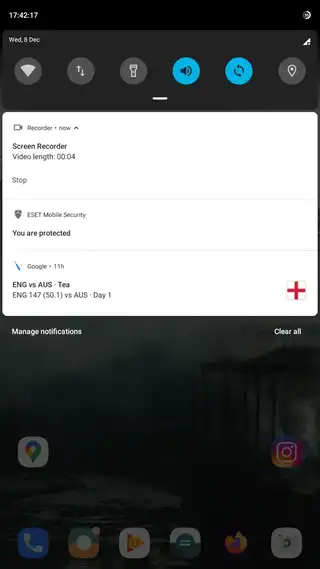 17:42:17
Wed, 8 Dec
Recorder • now
Screen Recorder
Video length: 00:04
Stop
ESET Mobile Security
You are protected
Google • 11h
ENG vs AUS · Tea
ENG 147 (50.1) vs AUS · Day 1
Manage notifications
Clear all